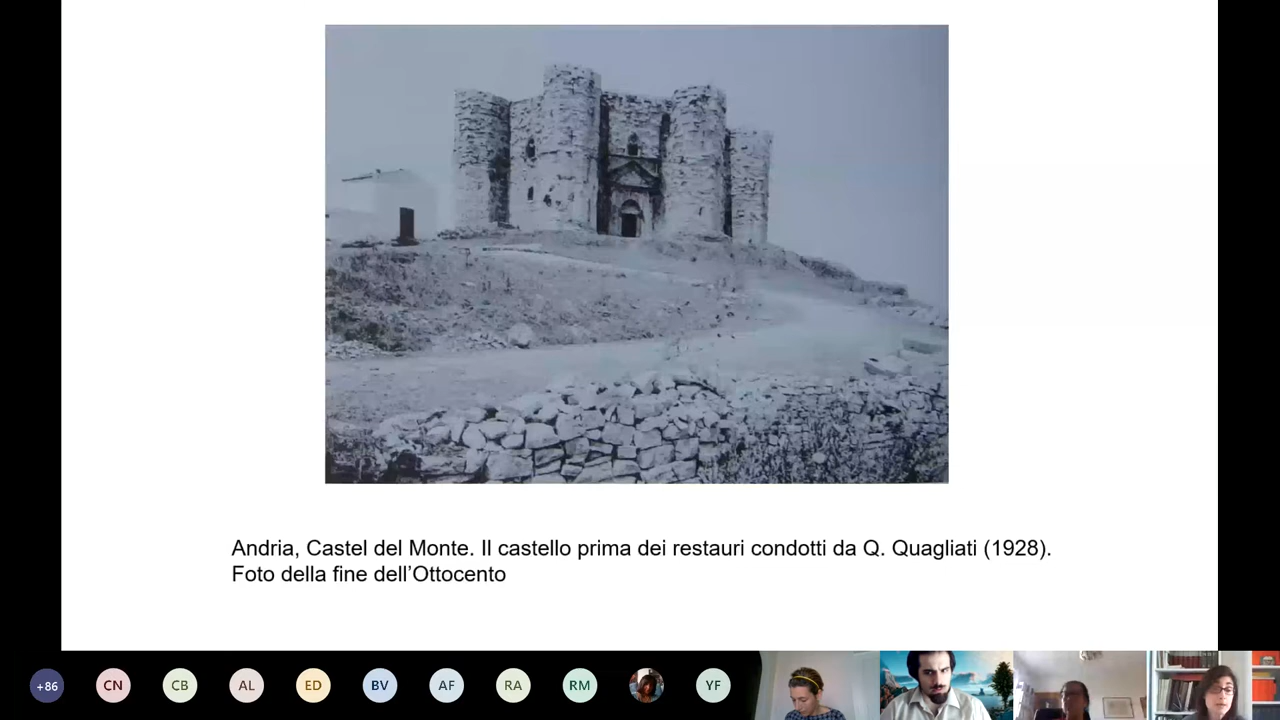 Andria, Castel del Monte. Il castello prima dei restauri condotti da Q. Quagliati (1928).
Foto della fine dell’Ottocento
+86 CN CB AL ED BV AF RA RM YF